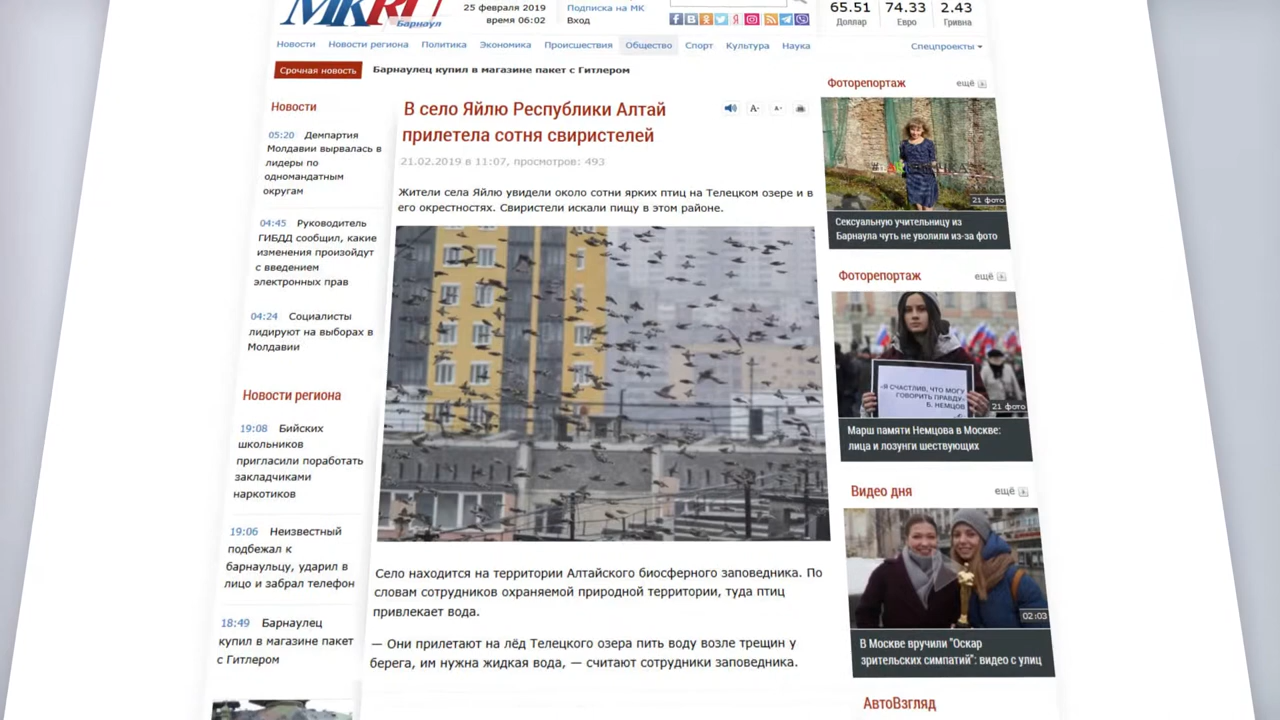 MKRU
Барнаул
25 февраля 2019
время 06:02
Подписка на МК
Вход
65.51
Доллар
74.33
Евро
2.43
Гривна
Новости
Новости региона
Политика
Экономика
Происшествия
Общество
Спорт
Культура
Наука
Спецпроекты
Срочная новость
Барнаулец купил в магазине пакет с Гитлером
Новости
05:20 Демпартия
Молдавии вырвалась в
лидеры по
одномандатным
округам
04:45 Руководитель
ГИБДД сообщил, какие
изменения произойдут
с введением
электронных прав
04:24 Социалисты
лидируют на выборах в
Молдавии
Новости региона
19:08 Бийских
школьников
пригласили поработать
закладчиками
наркотиков
19:06 Неизвестный
подбежал к
барнаульцу, ударил в
лицо и забрал телефон
18:49 Барнаулец
купил в магазине пакет
с Гитлером
В село Яйлю Республики Алтай
прилетела сотня свиристелей
A+
A-
21.02.2019 в 11:07, просмотров: 493
Жители села Яйлю увидели около сотни ярких птиц на Телецком озере и в
его окрестностях. Свиристели искали пищу в этом районе.
Село находится на территории Алтайского биосферного заповедника. По
словам сотрудников охраняемой природной территории, туда птиц
привлекает вода.
— Они прилетают на лёд Телецкого озера пить воду возле трещин у
берега, им нужна жидкая вода, — считают сотрудники заповедника.
Фоторепортаж
ещё
21 фото
Сексуальную учительницу из
Барнаула чуть не уволили из-за фото
Фоторепортаж
ещё
«Я СЧАСТЛИВ, ЧТО МОГУ
ГОВОРИТЬ ПРАВДУ»
Б. НЕМЦОВ
21 фото
Марш памяти Немцова в Москве:
лица и лозунги шествующих
Видео дня
ещё
02:03
В Москве вручили "Оскар
зрительских симпатий": видео с улиц
АвтоВзгляд